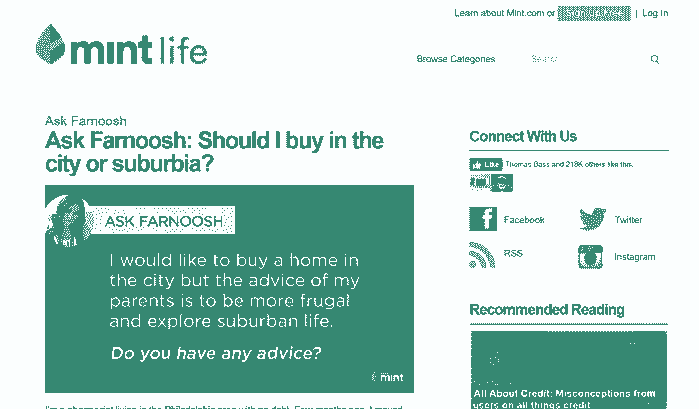 Learn about Mint.com or | Log In
mint life
Browse Categories Search
Ask Farnoosh
Ask Farnoosh: Should I buy in the
city or suburbia?
ASK FARNOOSH
I would like to buy a home in
the city but the advice of my
parents is to be more frugal
and explore suburban life.
Do you have any advice?
mint
Connect With Us
Like Thomas Bass and 218K others like this.
Facebook Twitter
RSS Instagram
Recommended Reading
All About Credit: Misconceptions from
users on all things credit